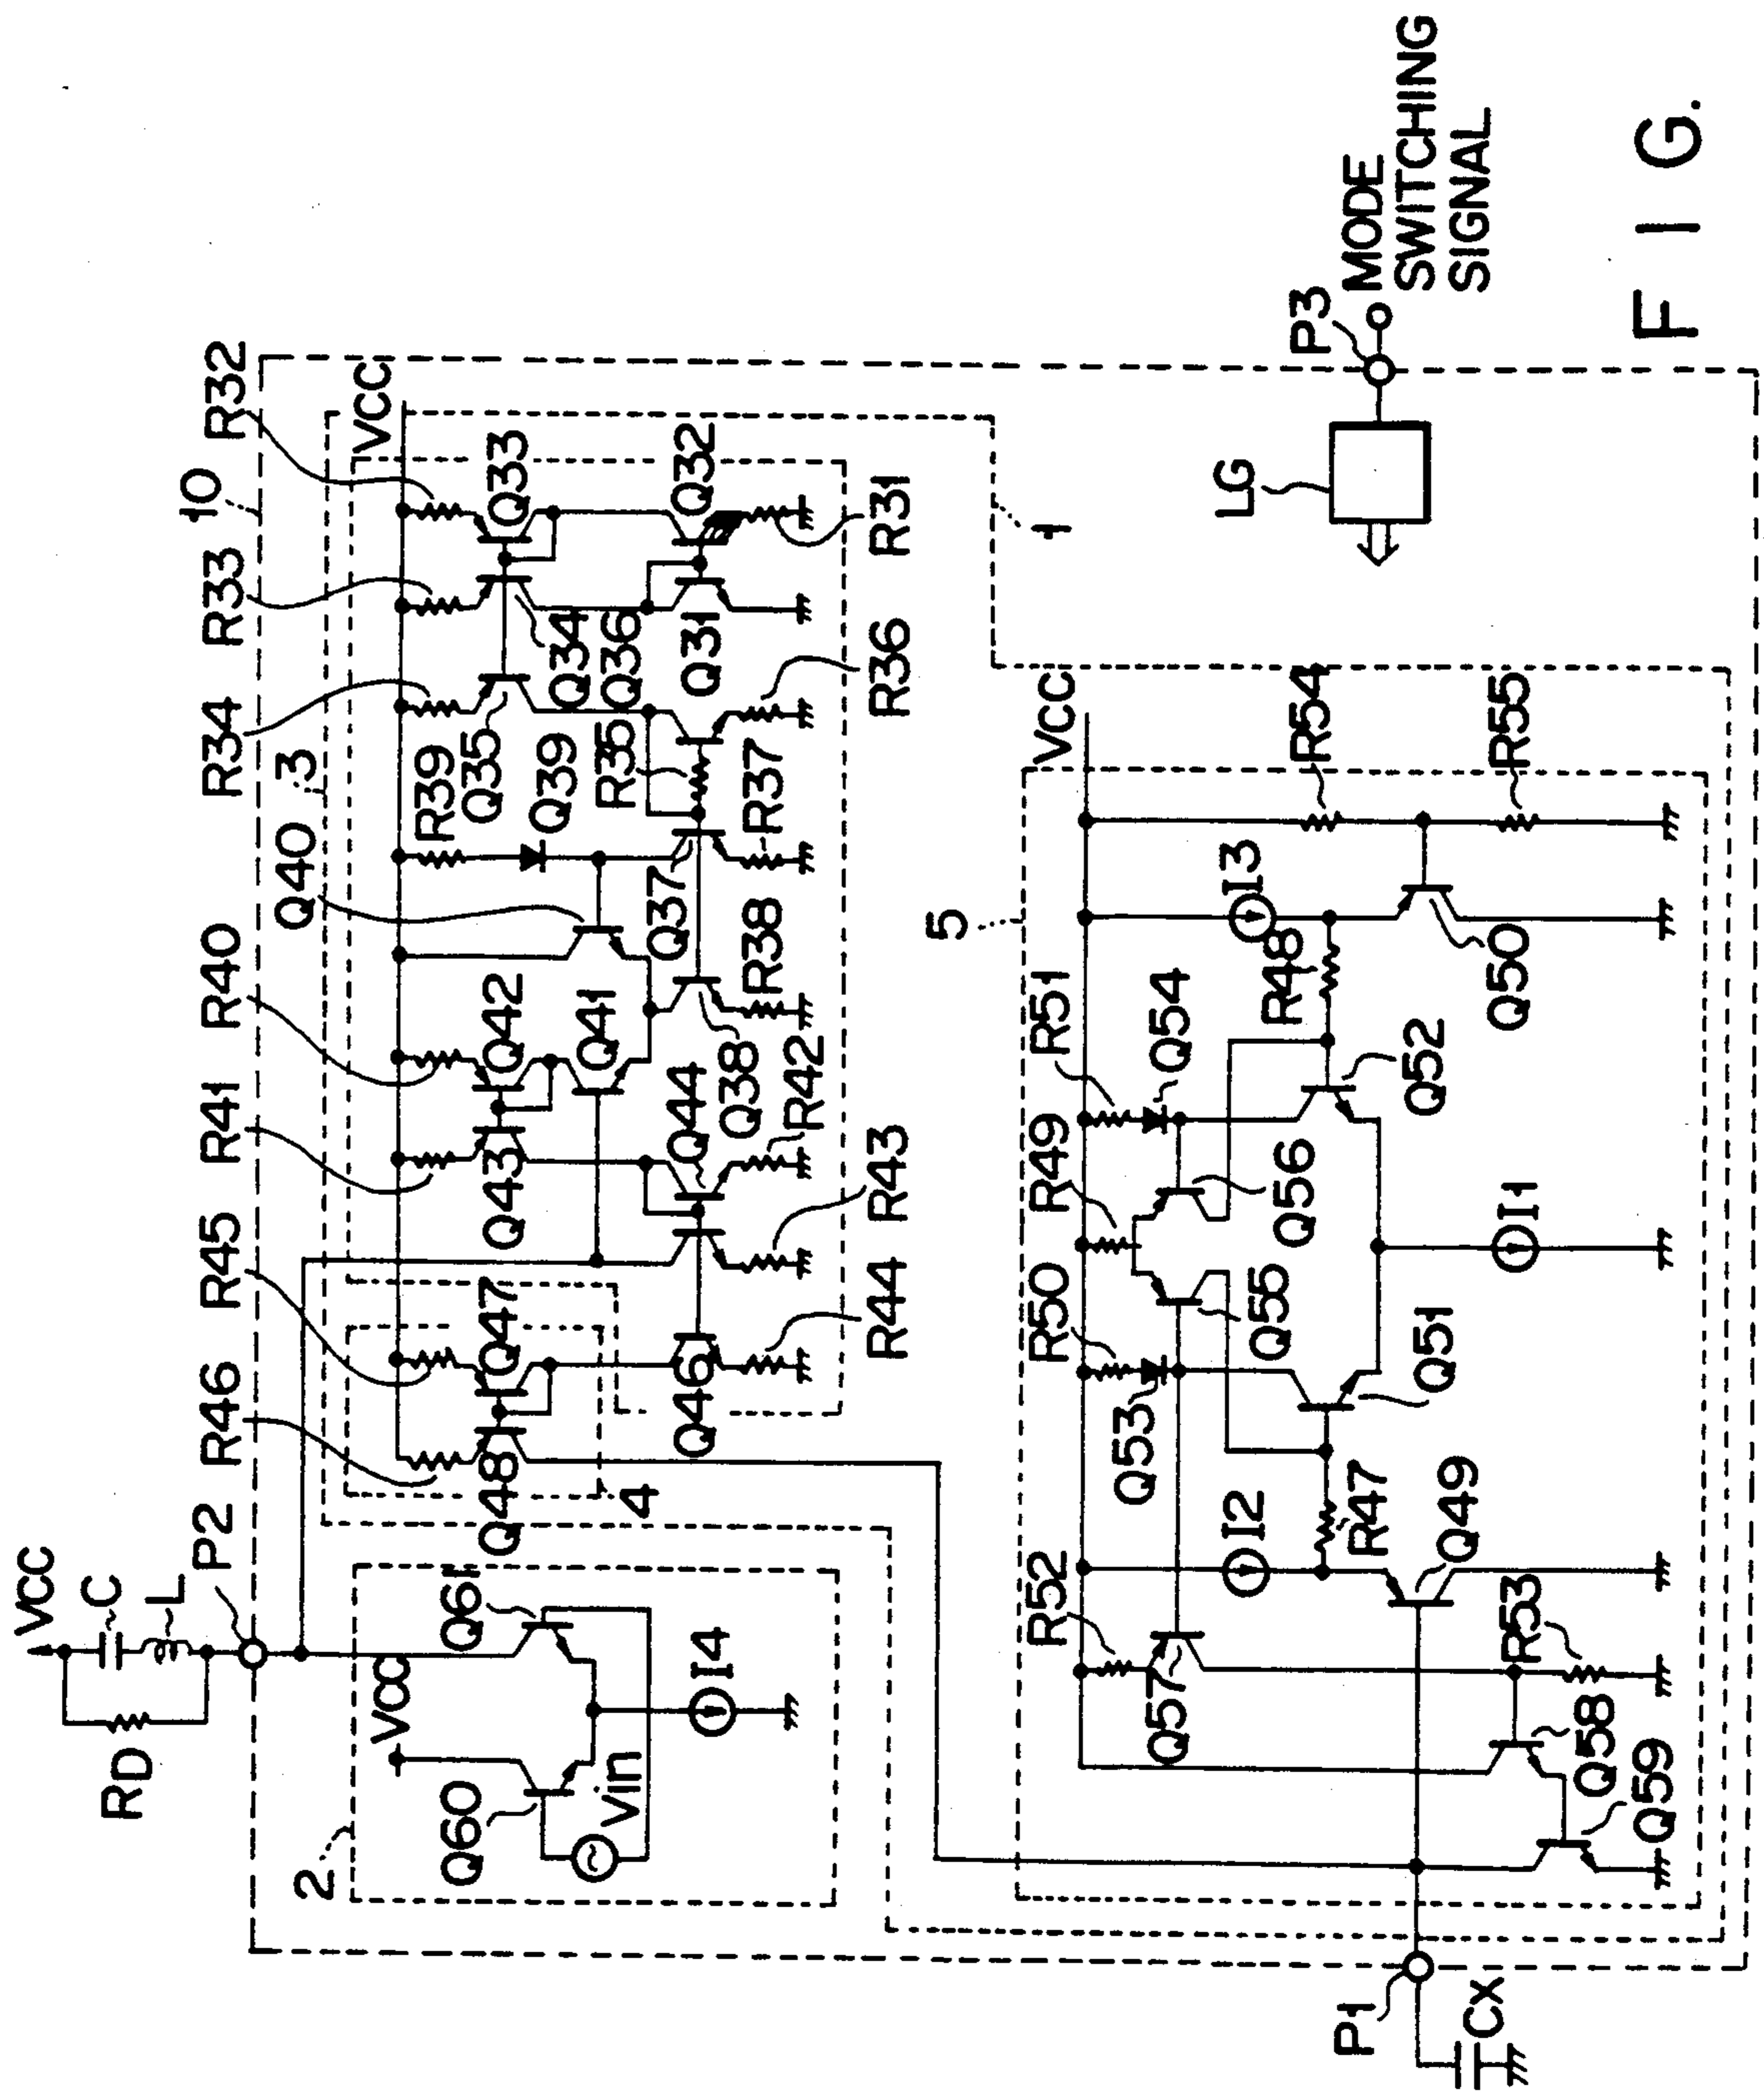 VCC
C
RD
L
P2
R46
R45
R41
R40
R34
R33
10
R32
2
Q40
3
VCC
VCC
R39
Q60
Q61
Q48
Q47
Q43
Q42
Q35
Q33
Q39
Q34
Vin
Q41
R35
Q36
4
Q46
Q44
Q37
Q31
Q32
I4
Q38
R38
R37
R42
R44
R43
R36
R31
5
1
VCC
R52
R50
R49
R51
Q53
Q54
Q57
I2
Q55
Q56
R48
I3
LG
P3
R54
P1
R47
Q52
MODE
SWITCHING
SIGNAL
Q51
Q49
CX
Q58
R53
I1
Q50
R55
Q59
FIG.